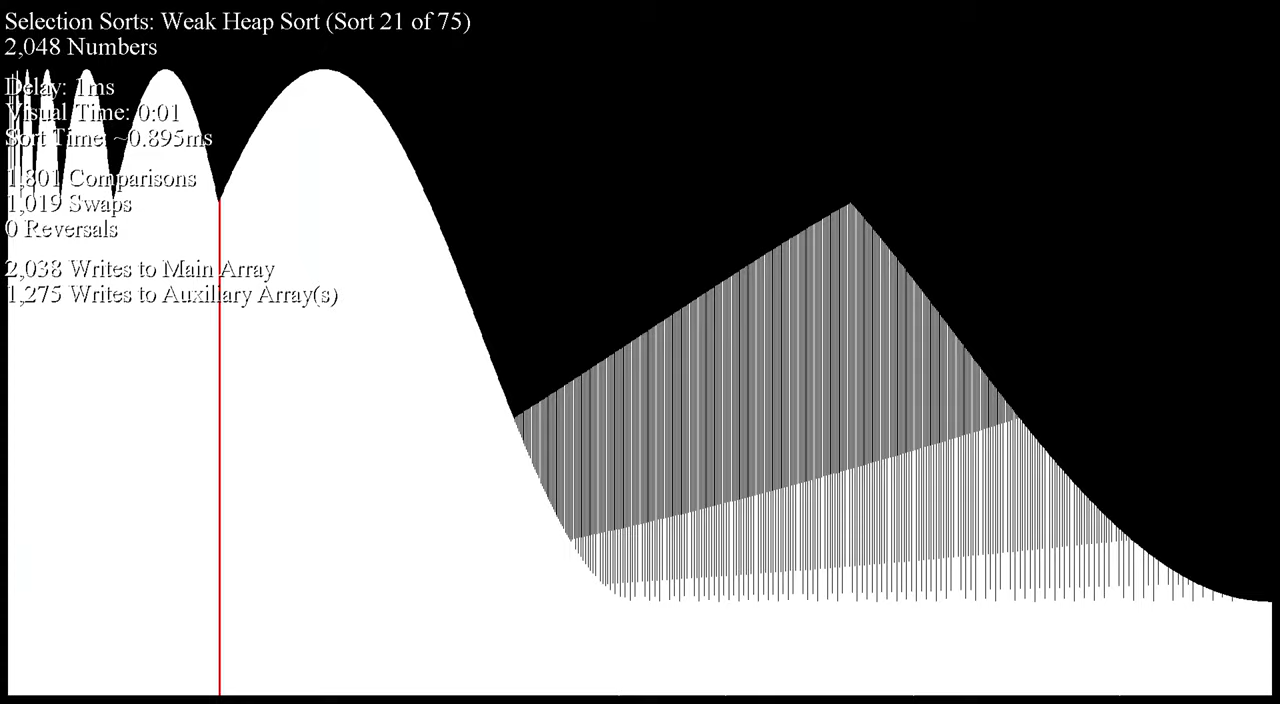 Selection Sorts: Weak Heap Sort (Sort 21 of 75)
2,048 Numbers
Delay: 1ms
Visual Time: 0:01
Sort Time: ~0.895ms
1,801 Comparisons
1,019 Swaps
0 Reversals
2,038 Writes to Main Array
1,275 Writes to Auxiliary Array(s)